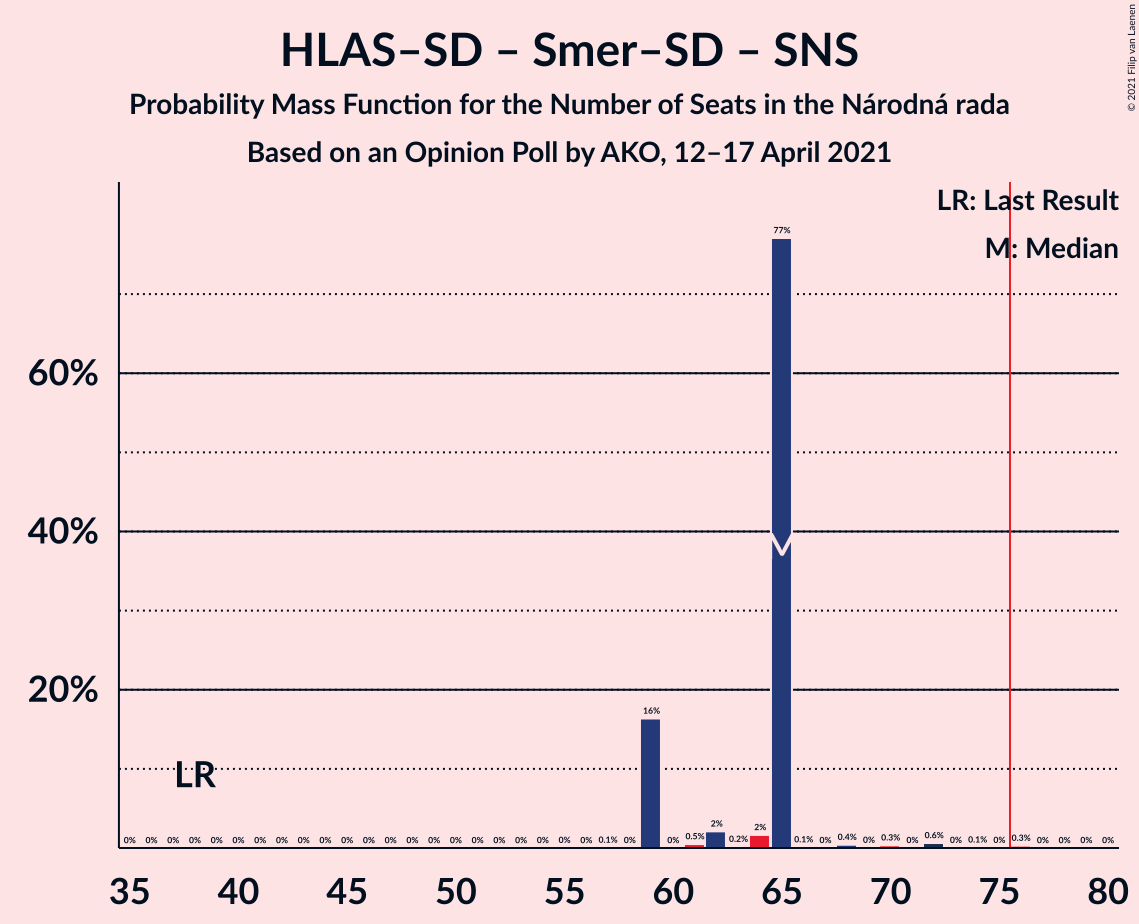 HLAS–SD – Smer–SD – SNS
Probability Mass Function for the Number of Seats in the Národná rada
Based on an Opinion Poll by AKO, 12–17 April 2021
© 2021 Filip van Laenen
LR: Last Result
M: Median
77%
60%
40%
20%
16%
LR
0% 0% 0% 0% 0% 0% 0% 0% 0% 0% 0% 0% 0% 0% 0% 0% 0% 0% 0% 0% 0% 0% 0.1% 0% 0% 0.5% 2% 0.2% 2% 0.1% 0% 0.4% 0% 0.3% 0% 0.6% 0% 0.1% 0% 0.3% 0% 0% 0% 0%
35 40 45 50 55 60 65 70 75 80